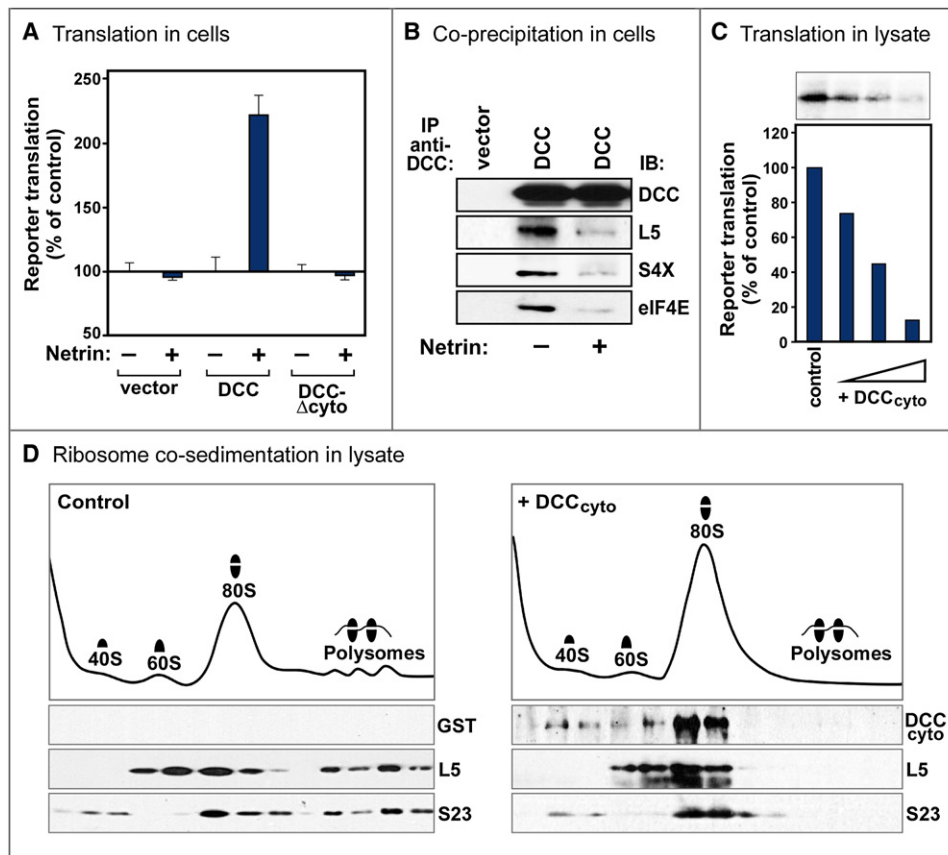 A Translation in cells
Reporter translation
(% of control)
250
200
150
100
50
Netrin: – + – + – +
vector DCC DCC-
Δcyto
B Co-precipitation in cells
IP
anti-
DCC:
vector
DCC
DCC
IB:
DCC
L5
S4X
eIF4E
Netrin: – +
C Translation in lysate
Reporter translation
(% of control)
120
100
80
60
40
20
0
control
+ DCCcyto
D Ribosome co-sedimentation in lysate
Control
40S
60S
80S
Polysomes
GST
L5
S23
+ DCCcyto
40S
60S
80S
Polysomes
DCC
cyto
L5
S23